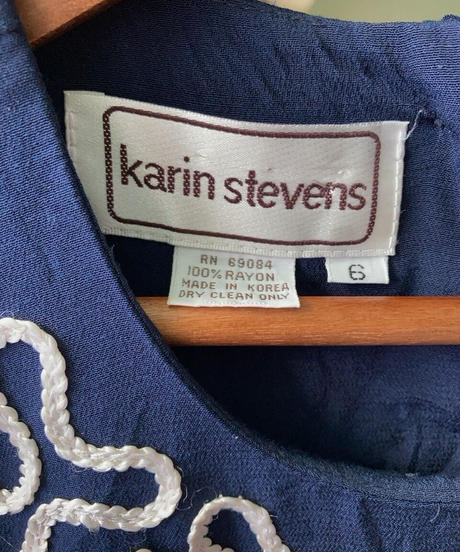 karin stevens
RN 69084
100% RAYON
MADE IN KOREA
DRY CLEAN ONLY
6